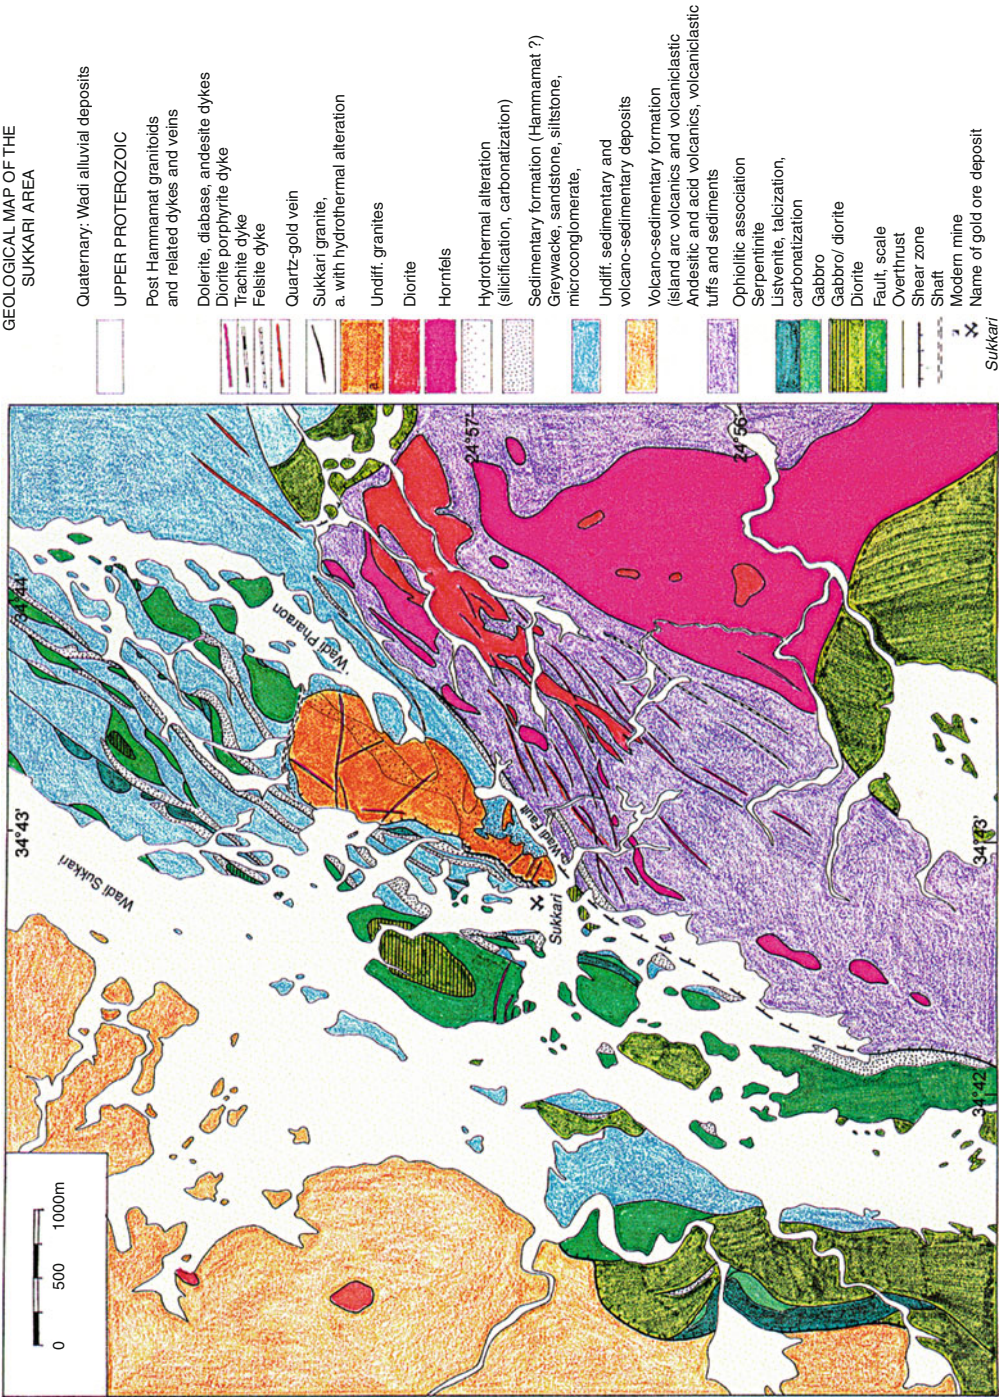 GEOLOGICAL MAP OF THE
SUKKARI AREA
Quaternary: Wadi alluvial deposits
UPPER PROTEROZOIC
Post Hammamat granitoids
and related dykes and veins
Dolerite, diabase, andesite dykes
Diorite porphyrite dyke
Trachite dyke
Felsite dyke
Quartz-gold vein
Sukkari granite,
a. with hydrothermal alteration
a
Undiff. granites
Diorite
Hornfels
Hydrothermal alteration
(silicification, carbonatization)
Sedimentary formation (Hammamat ?)
Greywacke, sandstone, siltstone,
microconglomerate,
Undiff. sedimentary and
volcano-sedimentary deposits
Volcano-sedimentary formation
(island arc volcanics and volcaniclastic
Andesitic and acid volcanics, volcaniclastic
tuffs and sediments
Ophiolitic association
Serpentinite
Listvenite, talcization,
carbonatization
Gabbro
Gabbro/ diorite
Diorite
Fault, scale
Overthrust
Shear zone
Shaft
Modern mine
Name of gold ore deposit
Sukkari
34°44
34°43'
Wadi Sukkari
Wadi Pharaon
24°57'
24°56'
Wadi Fault
Sukkari
34°43'
34°42'
0 500 1000m